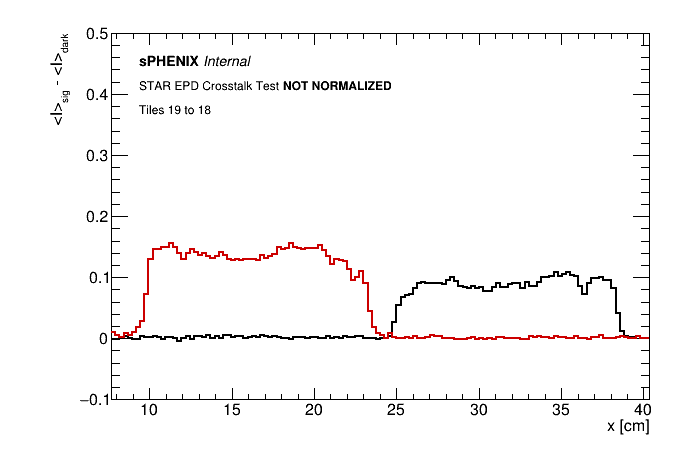 0.5
0.4
0.3
0.2
0.1
0
−0.1
<I>sig - <I>dark
sPHENIX Internal
STAR EPD Crosstalk Test NOT NORMALIZED
Tiles 19 to 18
10 15 20 25 30 35 40
x [cm]